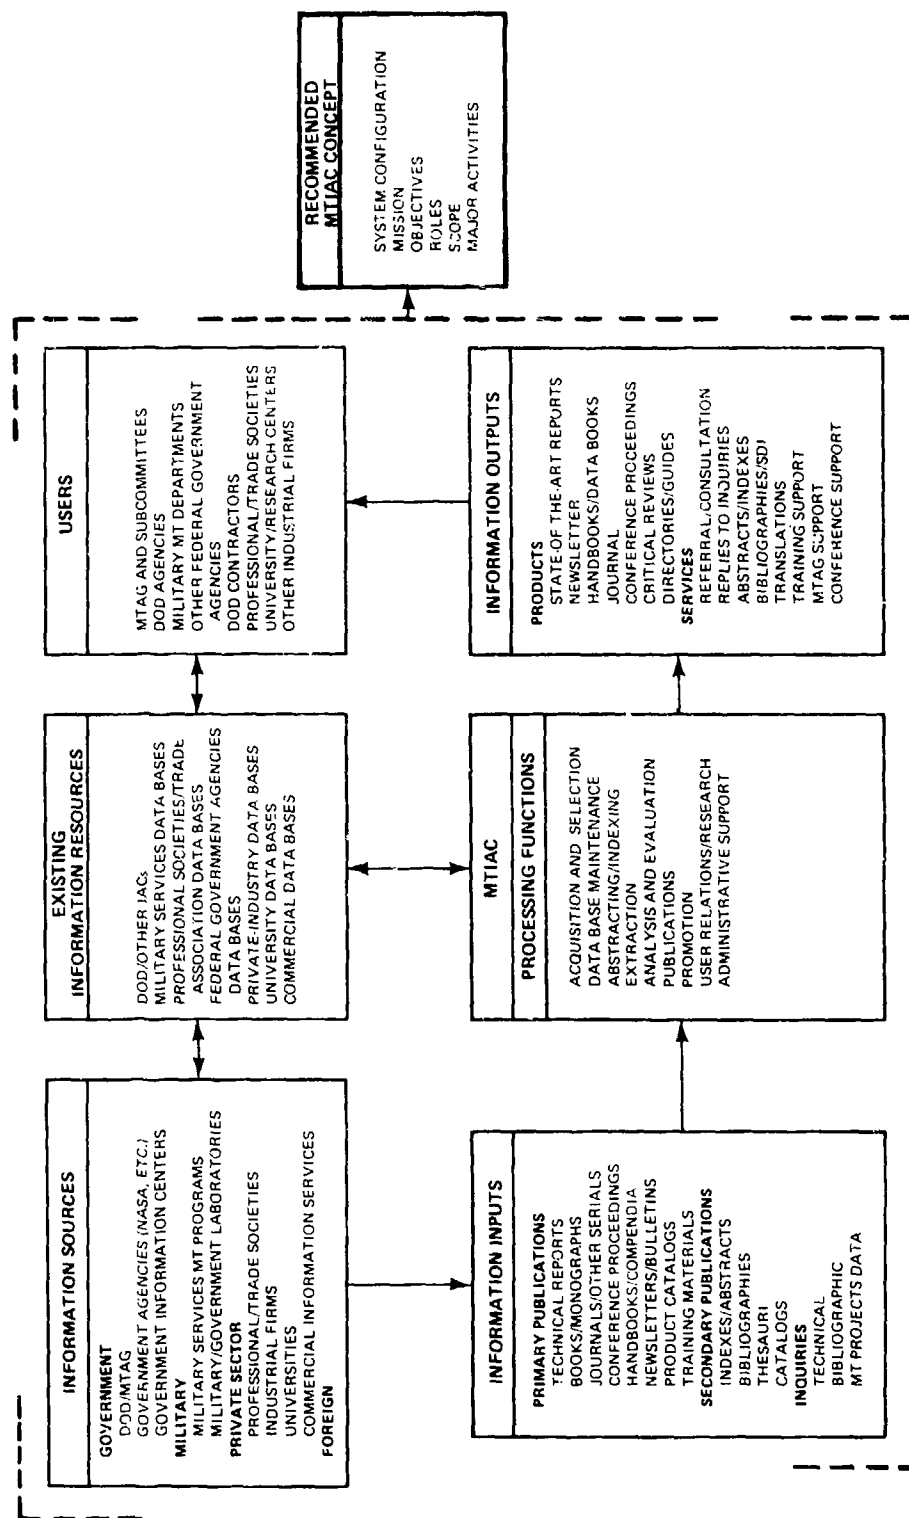 INFORMATION SOURCES
GOVERNMENT
DOD/MTAG
GOVERNMENT AGENCIES (NASA, ETC.)
GOVERNMENT INFORMATION CENTERS
MILITARY
MILITARY SERVICES MT PROGRAMS
MILITARY/GOVERNMENT LABORATORIES
PRIVATE SECTOR
PROFESSIONAL/TRADE SOCIETIES
INDUSTRIAL FIRMS
UNIVERSITIES
COMMERCIAL INFORMATION SERVICES
FOREIGN
EXISTING
INFORMATION RESOURCES
DOD/OTHER IACs
MILITARY SERVICES DATA BASES
PROFESSIONAL SOCIETIES/TRADE
ASSOCIATION DATA BASES
FEDERAL GOVERNMENT AGENCIES
DATA BASES
PRIVATE-INDUSTRY DATA BASES
UNIVERSITY DATA BASES
COMMERCIAL DATA BASES
USERS
MTAG AND SUBCOMMITTEES
DOD AGENCIES
MILITARY MT DEPARTMENTS
OTHER FEDERAL GOVERNMENT
AGENCIES
DOD CONTRACTORS
PROFESSIONAL/TRADE SOCIETIES
UNIVERSITY/RESEARCH CENTERS
OTHER INDUSTRIAL FIRMS
RECOMMENDED
MTIAC CONCEPT
SYSTEM CONFIGURATION
MISSION
OBJECTIVES
ROLES
SCOPE
MAJOR ACTIVITIES
INFORMATION INPUTS
PRIMARY PUBLICATIONS
TECHNICAL REPORTS
BOOKS/MONOGRAPHS
JOURNALS/OTHER SERIALS
CONFERENCE PROCEEDINGS
HANDBOOKS/COMPENDIA
NEWSLETTERS/BULLETINS
PRODUCT CATALOGS
TRAINING MATERIALS
SECONDARY PUBLICATIONS
INDEXES/ABSTRACTS
BIBLIOGRAPHIES
THESAURI
CATALOGS
INQUIRIES
TECHNICAL
BIBLIOGRAPHIC
MT PROJECTS DATA
MTIAC
PROCESSING FUNCTIONS
ACQUISITION AND SELECTION
DATA BASE MAINTENANCE
ABSTRACTING/INDEXING
EXTRACTION
ANALYSIS AND EVALUATION
PUBLICATIONS
PROMOTION
USER RELATIONS/RESEARCH
ADMINISTRATIVE SUPPORT
INFORMATION OUTPUTS
PRODUCTS
STATE-OF-THE-ART REPORTS
NEWSLETTER
HANDBOOKS/DATA BOOKS
JOURNAL
CONFERENCE PROCEEDINGS
CRITICAL REVIEWS
DIRECTORIES/GUIDES
SERVICES
REFERRAL/CONSULTATION
REPLIES TO INQUIRIES
ABSTRACTS/INDEXES
BIBLIOGRAPHIES/SDI
TRANSLATIONS
TRAINING SUPPORT
MTAG SUPPORT
CONFERENCE SUPPORT